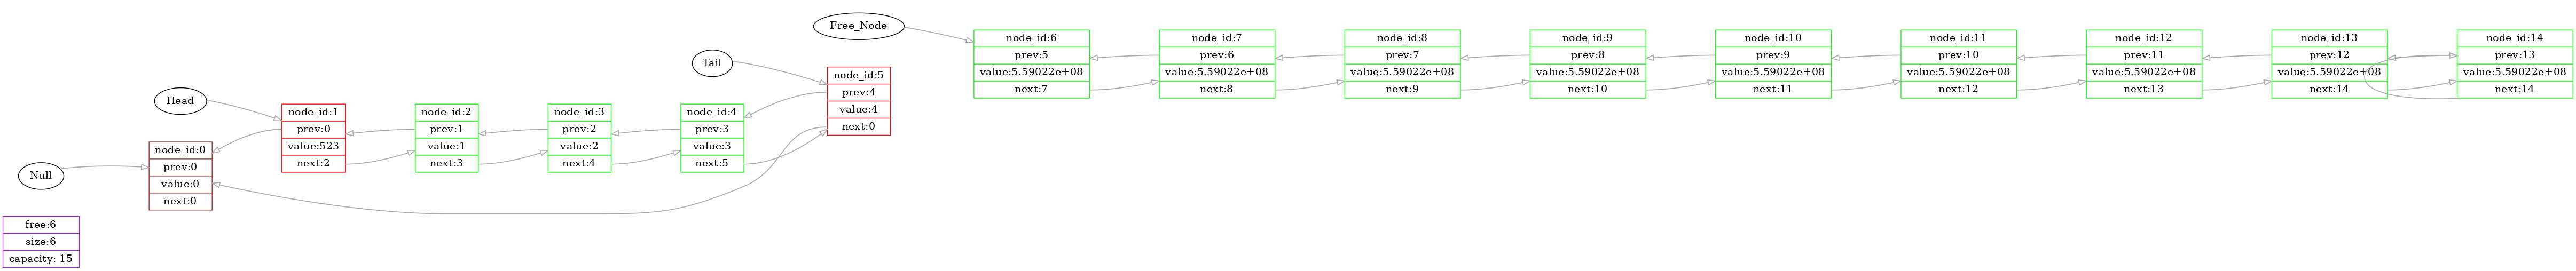 Null
free:6
size:6
capacity: 15
node_id:0
prev:0
value:0
next:0
Head
node_id:1
prev:0
value:523
next:2
node_id:2
prev:1
value:1
next:3
node_id:3
prev:2
value:2
next:4
node_id:4
prev:3
value:3
next:5
Tail
node_id:5
prev:4
value:4
next:0
Free_Node
node_id:6
prev:5
value:5.59022e+08
next:7
node_id:7
prev:6
value:5.59022e+08
next:8
node_id:8
prev:7
value:5.59022e+08
next:9
node_id:9
prev:8
value:5.59022e+08
next:10
node_id:10
prev:9
value:5.59022e+08
next:11
node_id:11
prev:10
value:5.59022e+08
next:12
node_id:12
prev:11
value:5.59022e+08
next:13
node_id:13
prev:12
value:5.59022e+08
next:14
node_id:14
prev:13
value:5.59022e+08
next:14